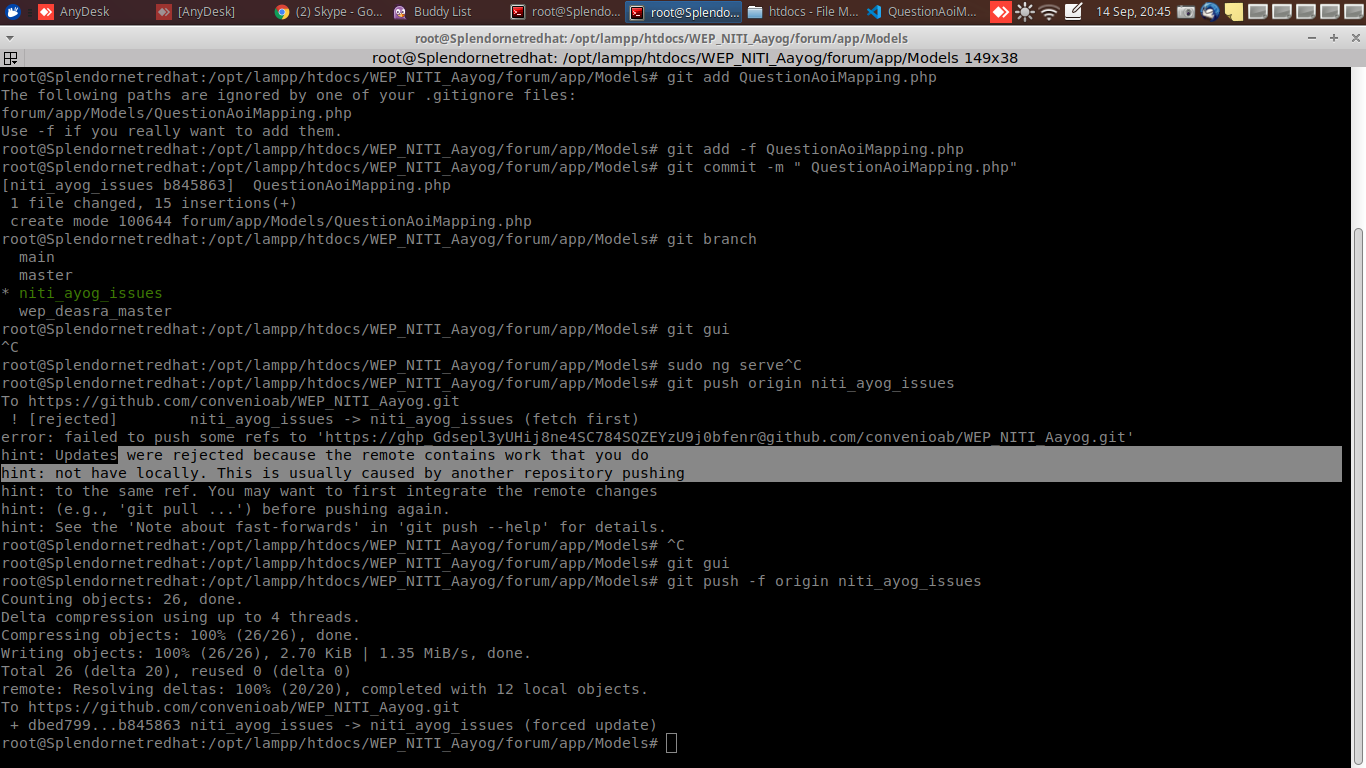 AnyDesk
[AnyDesk]
(2) Skype - Go...
Buddy List
root@Splendo...
root@Splendo...
htdocs - File M...
QuestionAoiM...
14 Sep, 20:45
root@Splendornetredhat: /opt/lampp/htdocs/WEP_NITI_Aayog/forum/app/Models
root@Splendornetredhat: /opt/lampp/htdocs/WEP_NITI_Aayog/forum/app/Models 149x38
root@Splendornetredhat:/opt/lampp/htdocs/WEP_NITI_Aayog/forum/app/Models# git add QuestionAoiMapping.php
The following paths are ignored by one of your .gitignore files:
forum/app/Models/QuestionAoiMapping.php
Use -f if you really want to add them.
root@Splendornetredhat:/opt/lampp/htdocs/WEP_NITI_Aayog/forum/app/Models# git add -f QuestionAoiMapping.php
root@Splendornetredhat:/opt/lampp/htdocs/WEP_NITI_Aayog/forum/app/Models# git commit -m " QuestionAoiMapping.php"
[niti_ayog_issues b845863]  QuestionAoiMapping.php
 1 file changed, 15 insertions(+)
 create mode 100644 forum/app/Models/QuestionAoiMapping.php
root@Splendornetredhat:/opt/lampp/htdocs/WEP_NITI_Aayog/forum/app/Models# git branch
  main
  master
* niti_ayog_issues
  wep_deasra_master
root@Splendornetredhat:/opt/lampp/htdocs/WEP_NITI_Aayog/forum/app/Models# git gui
^C
root@Splendornetredhat:/opt/lampp/htdocs/WEP_NITI_Aayog/forum/app/Models# sudo ng serve^C
root@Splendornetredhat:/opt/lampp/htdocs/WEP_NITI_Aayog/forum/app/Models# git push origin niti_ayog_issues
To https://github.com/convenioab/WEP_NITI_Aayog.git
 ! [rejected]        niti_ayog_issues -> niti_ayog_issues (fetch first)
error: failed to push some refs to 'https://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@github.com/convenioab/WEP_NITI_Aayog.git'
hint: Updates were rejected because the remote contains work that you do
hint: not have locally. This is usually caused by another repository pushing
hint: to the same ref. You may want to first integrate the remote changes
hint: (e.g., 'git pull ...') before pushing again.
hint: See the 'Note about fast-forwards' in 'git push --help' for details.
root@Splendornetredhat:/opt/lampp/htdocs/WEP_NITI_Aayog/forum/app/Models# ^C
root@Splendornetredhat:/opt/lampp/htdocs/WEP_NITI_Aayog/forum/app/Models# git gui
root@Splendornetredhat:/opt/lampp/htdocs/WEP_NITI_Aayog/forum/app/Models# git push -f origin niti_ayog_issues
Counting objects: 26, done.
Delta compression using up to 4 threads.
Compressing objects: 100% (26/26), done.
Writing objects: 100% (26/26), 2.70 KiB | 1.35 MiB/s, done.
Total 26 (delta 20), reused 0 (delta 0)
remote: Resolving deltas: 100% (20/20), completed with 12 local objects.
To https://github.com/convenioab/WEP_NITI_Aayog.git
 + dbed799...b845863 niti_ayog_issues -> niti_ayog_issues (forced update)
root@Splendornetredhat:/opt/lampp/htdocs/WEP_NITI_Aayog/forum/app/Models#